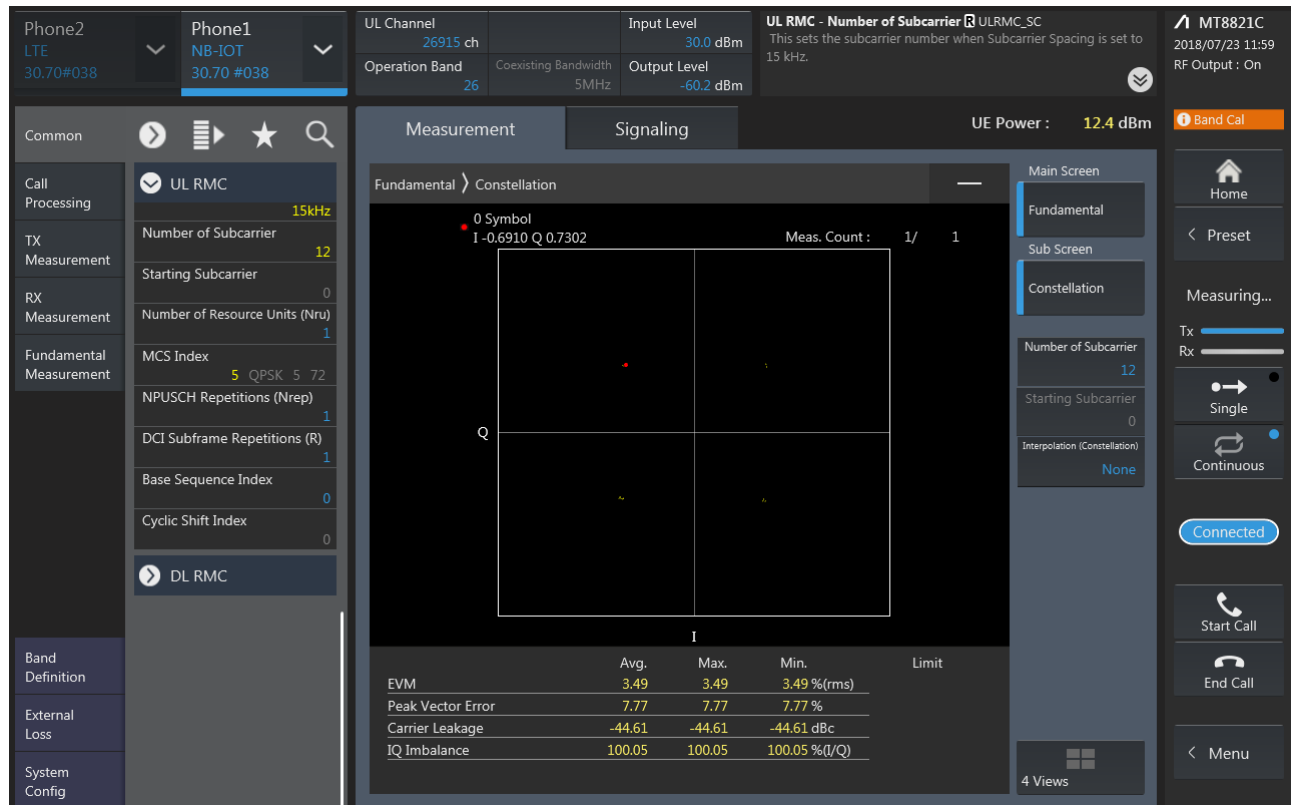 Phone2
LTE
30.70#038
Phone1
NB-IOT
30.70 #038
UL Channel
26915 ch
Operation Band
26
Coexisting Bandwidth
5MHz
Input Level
30.0 dBm
Output Level
-60.2 dBm
UL RMC - Number of Subcarrier R ULRMC_SC
This sets the subcarrier number when Subcarrier Spacing is set to
15 kHz.
MT8821C
2018/07/23 11:59
RF Output : On
Common
Call
Processing
TX
Measurement
RX
Measurement
Fundamental
Measurement
Band
Definition
External
Loss
System
Config
UL RMC
15kHz
Number of Subcarrier
12
Starting Subcarrier
0
Number of Resource Units (Nru)
1
MCS Index
5 QPSK 5 72
NPUSCH Repetitions (Nrep)
1
DCI Subframe Repetitions (R)
1
Base Sequence Index
0
Cyclic Shift Index
0
DL RMC
Measurement
Signaling
UE Power : 12.4 dBm
Fundamental 〉 Constellation
0 Symbol
I -0.6910 Q 0.7302
Meas. Count : 1/ 1
Q
I
Avg. Max. Min. Limit
EVM 3.49 3.49 3.49 %(rms)
Peak Vector Error 7.77 7.77 7.77 %
Carrier Leakage -44.61 -44.61 -44.61 dBc
IQ Imbalance 100.05 100.05 100.05 %(I/Q)
Main Screen
Fundamental
Sub Screen
Constellation
Number of Subcarrier
12
Starting Subcarrier
0
Interpolation (Constellation)
None
4 Views
Band Cal
Home
< Preset
Measuring...
Tx
Rx
Single
Continuous
Connected
Start Call
End Call
< Menu